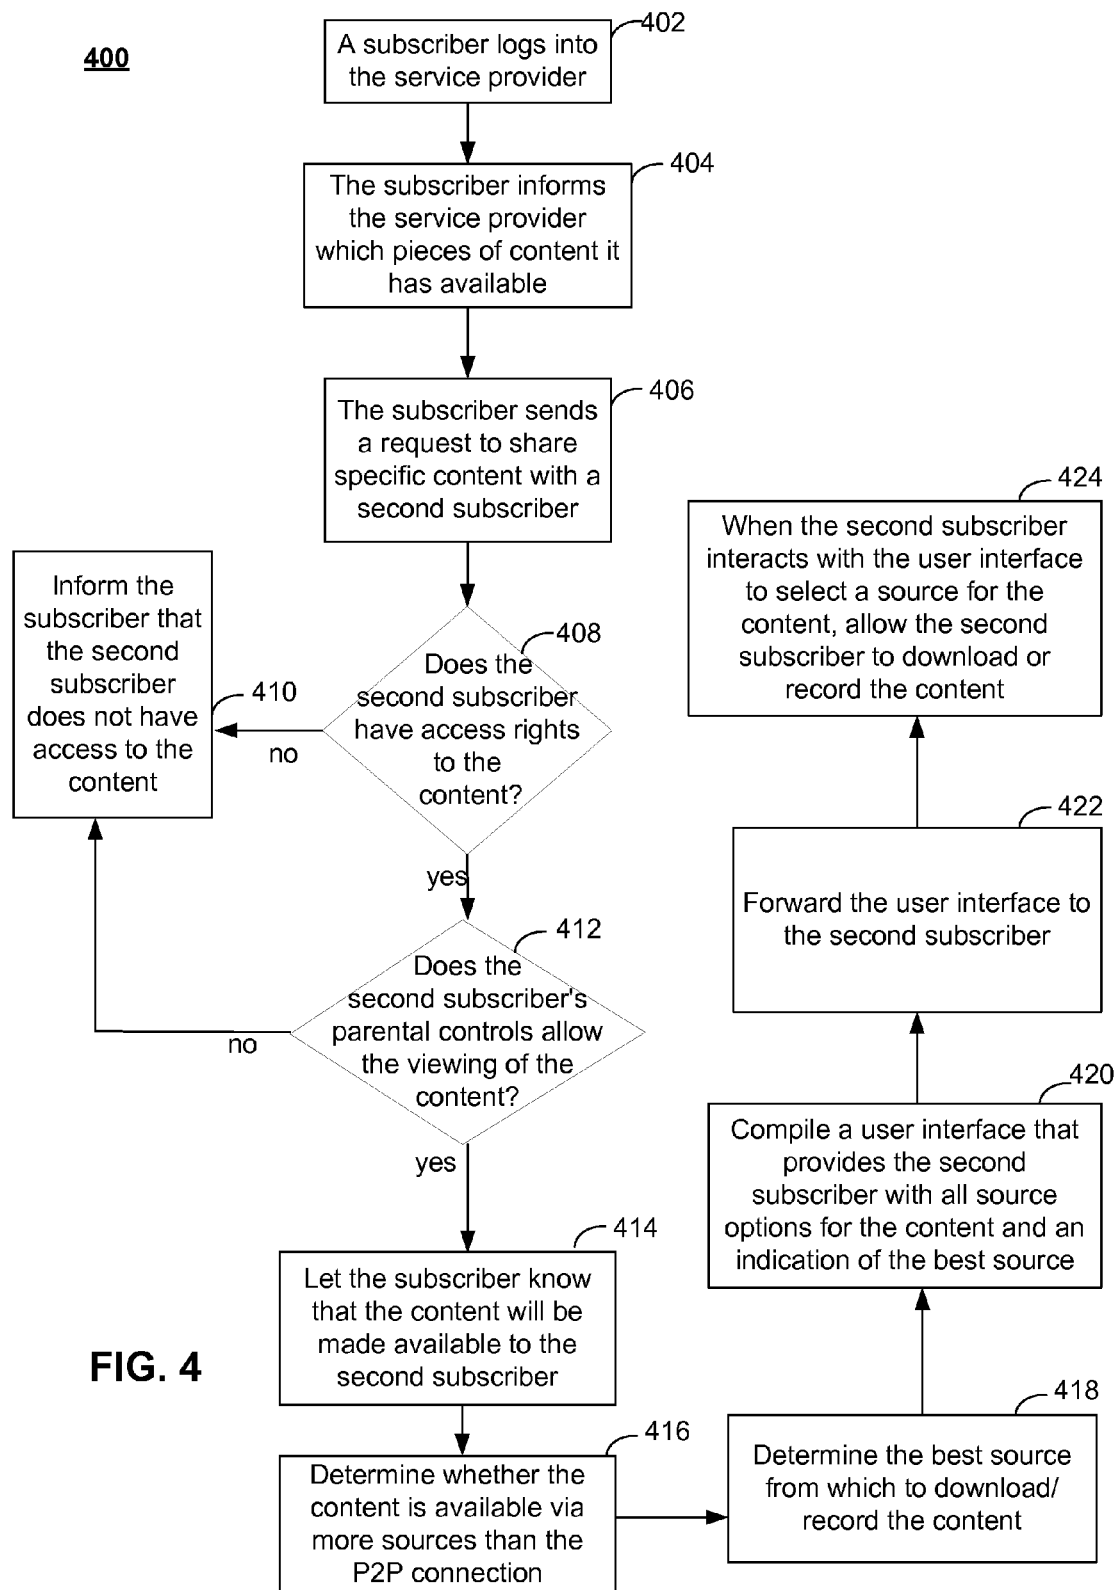 400
402
A subscriber logs into
the service provider
404
The subscriber informs
the service provider
which pieces of content it
has available
406
The subscriber sends
a request to share
specific content with a
second subscriber
408
Does the
second subscriber
have access rights
to the
content?
no
410
Inform the
subscriber that
the second
subscriber
does not have
access to the
content
yes
412
Does the
second subscriber's
parental controls allow
the viewing of the
content?
no
yes
414
Let the subscriber know
that the content will be
made available to the
second subscriber
416
Determine whether the
content is available via
more sources than the
P2P connection
418
Determine the best source
from which to download/
record the content
420
Compile a user interface that
provides the second
subscriber with all source
options for the content and an
indication of the best source
422
Forward the user interface to
the second subscriber
424
When the second subscriber
interacts with the user interface
to select a source for the
content, allow the second
subscriber to download or
record the content
FIG. 4